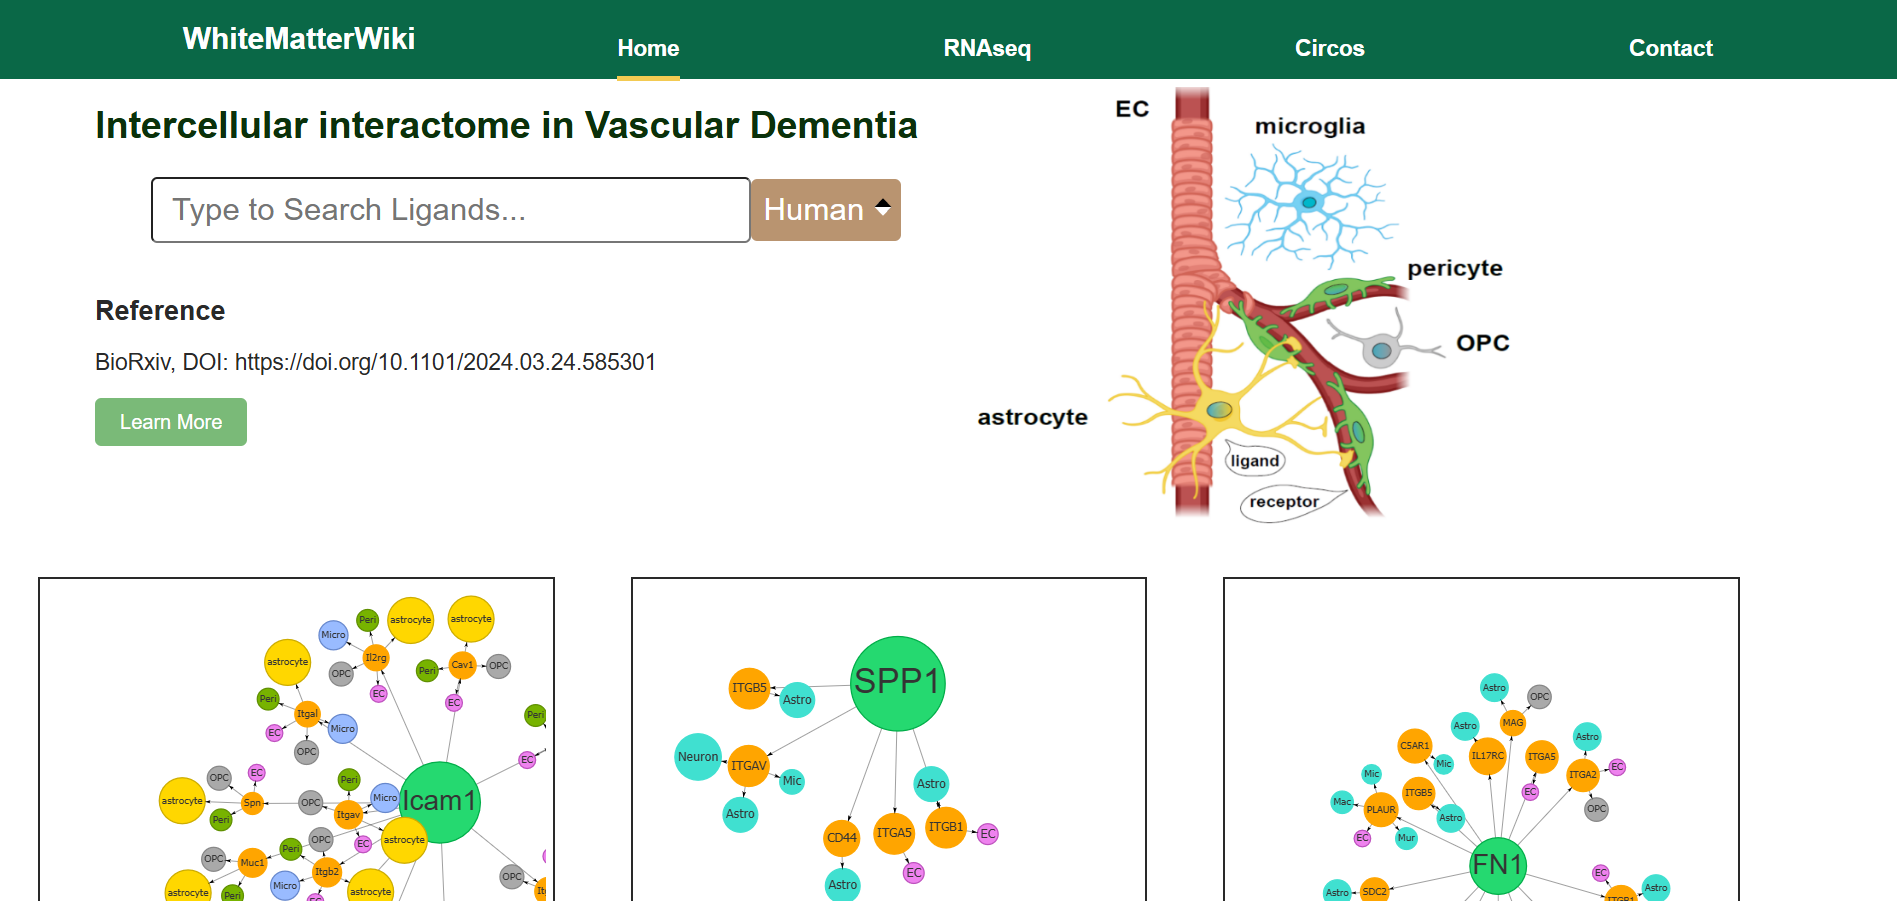 WhiteMatterWiki
Home
RNAseq
Circos
Contact
Intercellular interactome in Vascular Dementia
Type to Search Ligands...
Human
Reference
BioRxiv, DOI: https://doi.org/10.1101/2024.03.24.585301
Learn More
EC
microglia
pericyte
OPC
astrocyte
ligand
receptor
Peri
astrocyte
astrocyte
Micro
Il2rg
Cav1
OPC
astrocyte
OPC
Peri
EC
EC
Peri
Itgal
Micro
Peri
EC
OPC
EC
OPC
EC
Peri
astrocyte
Spn
OPC
Micro
Icam1
Peri
Itgav
OPC
EC
astrocyte
Peri
OPC
Muc1
Itgb2
OPC
astrocyte
Peri
Micro
EC
astrocyte
SPP1
ITGB5
Astro
Neuron
ITGAV
Mic
Astro
Astro
CD44
ITGA5
ITGB1
EC
EC
Astro
Astro
OPC
MAG
Astro
C5AR1
IL17RC
ITGA5
Astro
Mic
Mic
ITGA2
EC
ITGB5
EC
Mac
PLAUR
Astro
OPC
EC
Mur
FN1
EC
Astro
SDC2
ITGB1
Astro